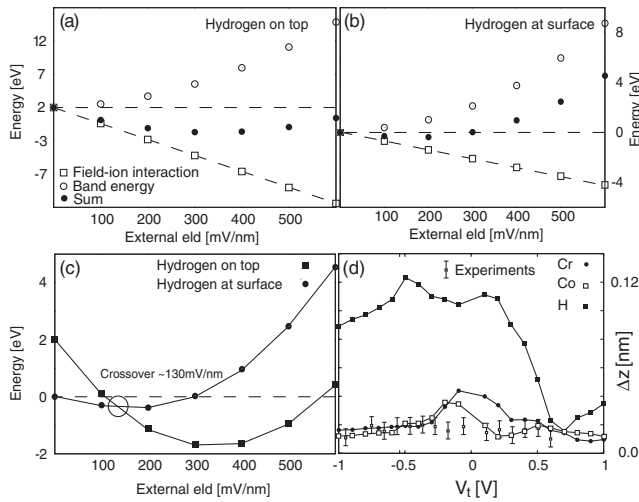 (a)
Hydrogen on top
12
7
2
-3
-7
Energy [eV]
Field-ion interaction
Band energy
Sum
100 200 300 400 500
External eld [mV/nm]
(b)
Hydrogen at surface
8
4
0
-4
Energy [eV]
100 200 300 400 500
External eld [mV/nm]
(c)
Hydrogen on top
Hydrogen at surface
4
2
0
-2
Energy [eV]
Crossover ~130mV/nm
100 200 300 400 500
External eld [mV/nm]
(d)
Experiments
Cr
Co
H
0.12
0.0
Δz [nm]
-1 -0.5 0 0.5 1
Vt [V]